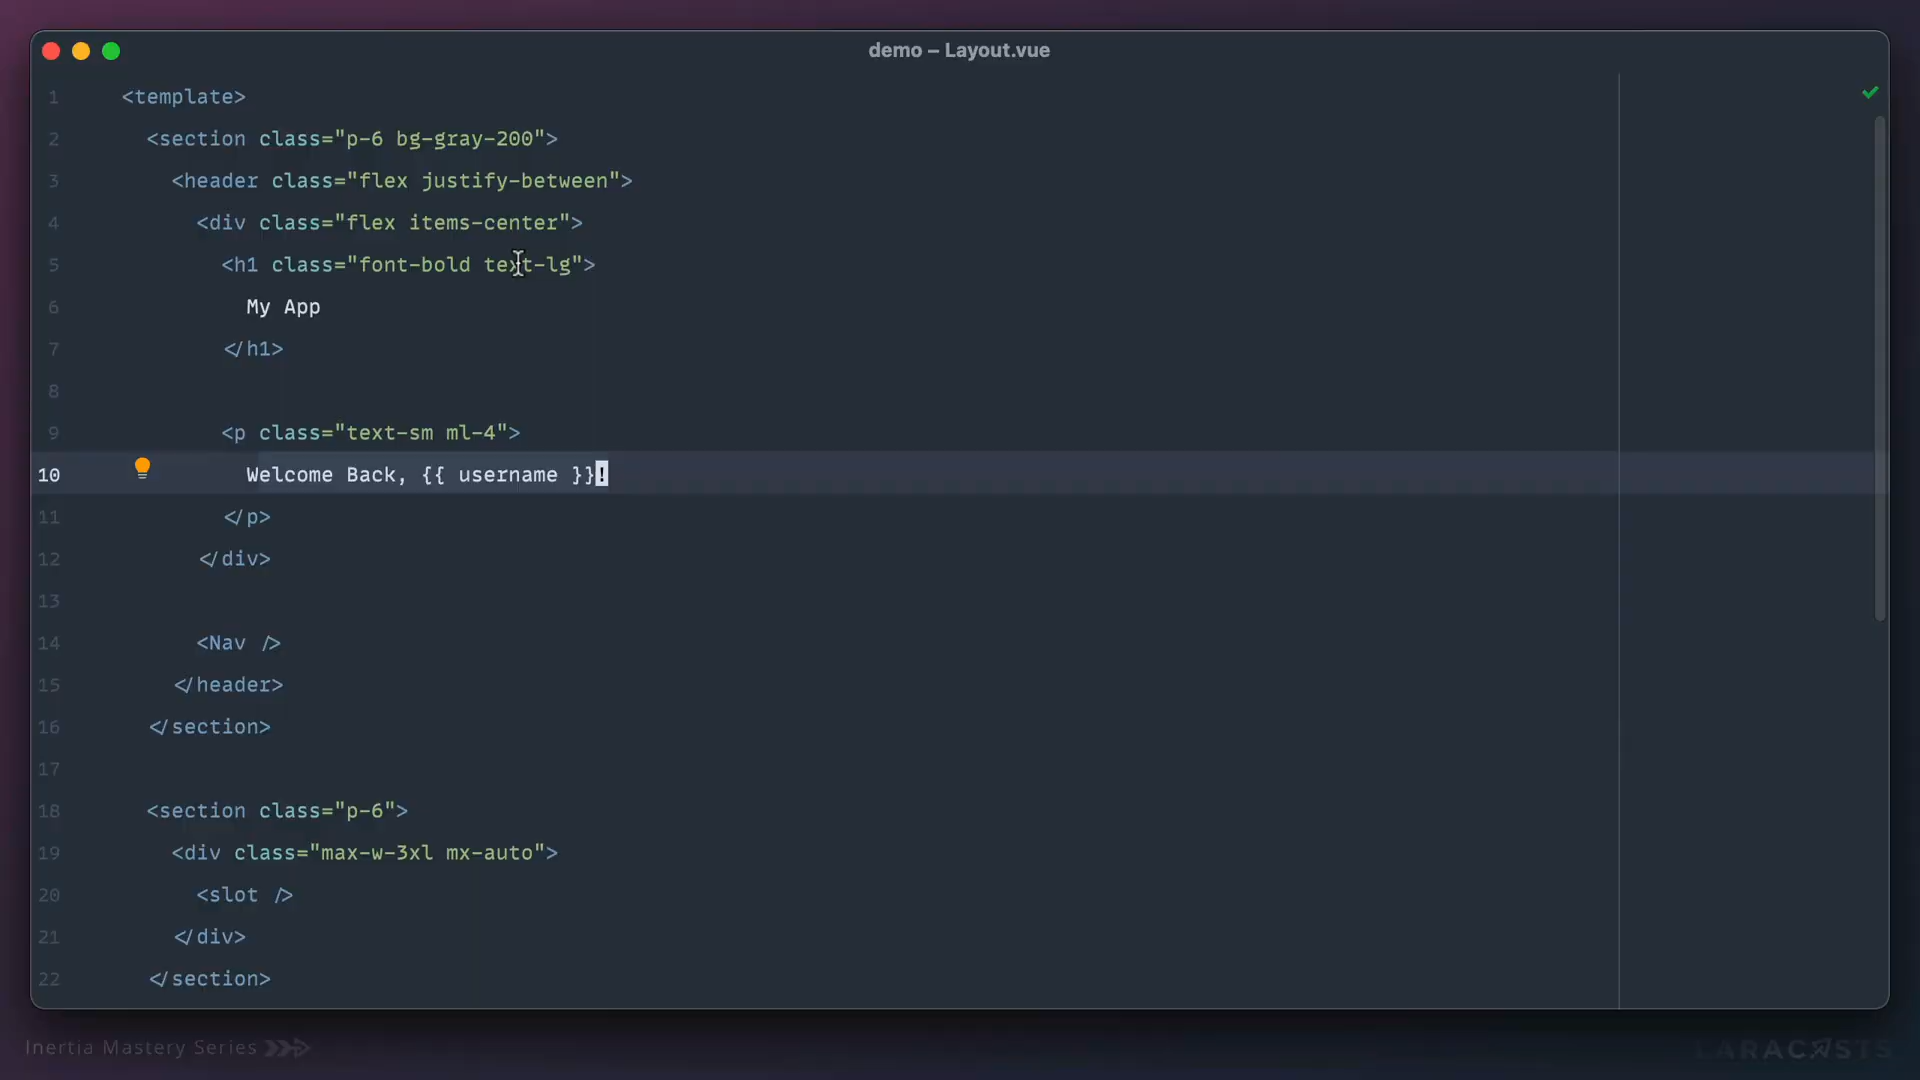 demo – Layout.vue
1 <template>
2 <section class="p-6 bg-gray-200">
3 <header class="flex justify-between">
4 <div class="flex items-center">
5 <h1 class="font-bold text-lg">
6 My App
7 </h1>
8
9 <p class="text-sm ml-4">
10 Welcome Back, {{ username }}!
11 </p>
12 </div>
13
14 <Nav />
15 </header>
16 </section>
17
18 <section class="p-6">
19 <div class="max-w-3xl mx-auto">
20 <slot />
21 </div>
22 </section>
Inertia Mastery Series
LARACASTS